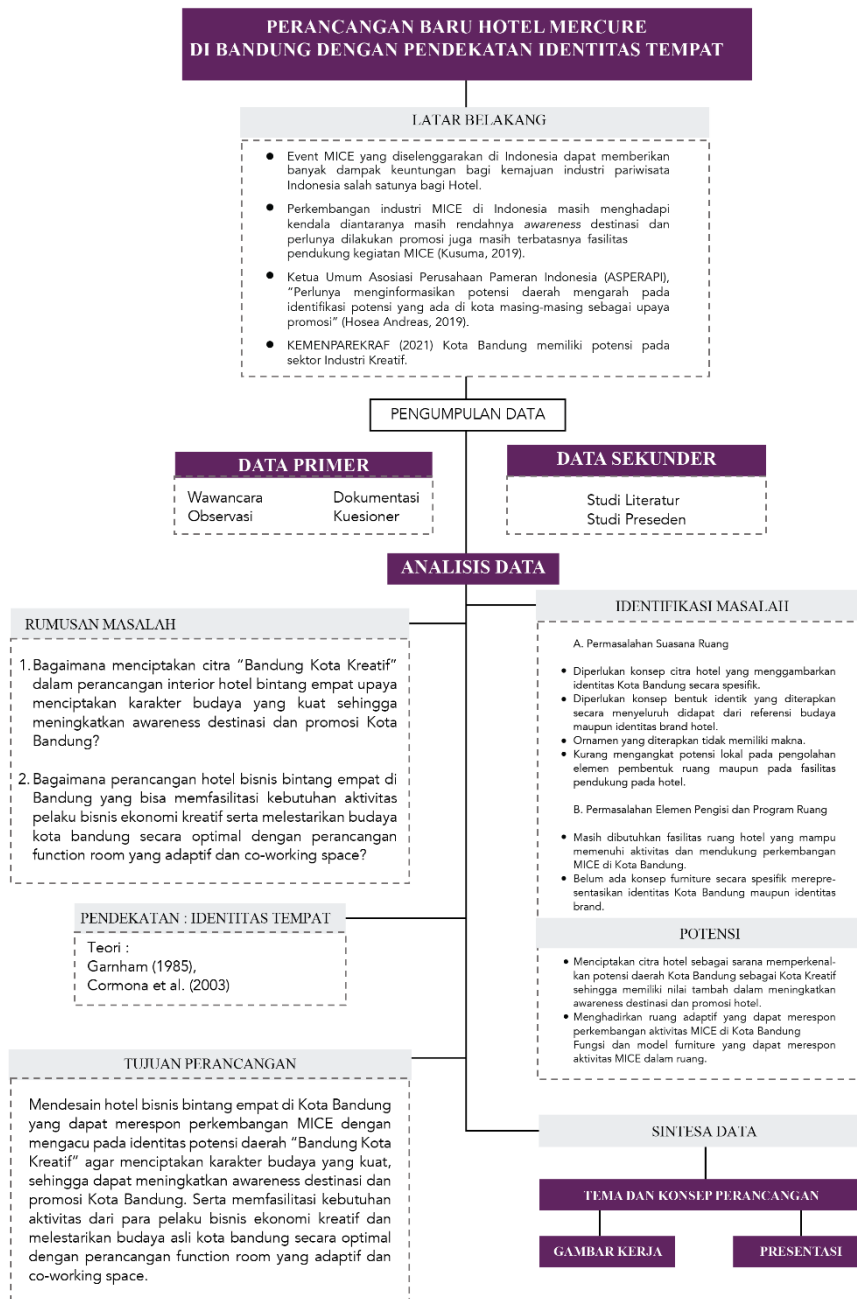 PERANCANGAN BARU HOTEL MERCURE
DI BANDUNG DENGAN PENDEKATAN IDENTITAS TEMPAT
LATAR BELAKANG
● Event MICE yang diselenggarakan di Indonesia dapat memberikan
banyak dampak keuntungan bagi kemajuan industri pariwisata
Indonesia salah satunya bagi Hotel.
● Perkembangan industri MICE di Indonesia masih menghadapi
kendala diantaranya masih rendahnya awareness destinasi dan
perlunya dilakukan promosi juga masih terbatasnya fasilitas
pendukung kegiatan MICE (Kusuma, 2019).
● Ketua Umum Asosiasi Perusahaan Pameran Indonesia (ASPERAPI),
“Perlunya menginformasikan potensi daerah mengarah pada
identifikasi potensi yang ada di kota masing-masing sebagai upaya
promosi” (Hosea Andreas, 2019).
● KEMENPAREKRAF (2021) Kota Bandung memiliki potensi pada
sektor Industri Kreatif.
PENGUMPULAN DATA
DATA PRIMER
Wawancara Dokumentasi
Observasi Kuesioner
DATA SEKUNDER
Studi Literatur
Studi Preseden
ANALISIS DATA
RUMUSAN MASALAH
1. Bagaimana menciptakan citra “Bandung Kota Kreatif”
dalam perancangan interior hotel bintang empat upaya
menciptakan karakter budaya yang kuat sehingga
meningkatkan awareness destinasi dan promosi Kota
Bandung?
2. Bagaimana perancangan hotel bisnis bintang empat di
Bandung yang bisa memfasilitasi kebutuhan aktivitas
pelaku bisnis ekonomi kreatif serta melestarikan budaya
kota bandung secara optimal dengan perancangan
function room yang adaptif dan co-working space?
IDENTIFIKASI MASALAH
A. Permasalahan Suasana Ruang
● Diperlukan konsep citra hotel yang menggambarkan
identitas Kota Bandung secara spesifik.
● Diperlukan konsep bentuk identik yang diterapkan
secara menyeluruh didapat dari referensi budaya
maupun identitas brand hotel.
● Ornamen yang diterapkan tidak memiliki makna.
● Kurang mengangkat potensi lokal pada pengolahan
elemen pembentuk ruang maupun pada fasilitas
pendukung pada hotel.
B. Permasalahan Elemen Pengisi dan Program Ruang
● Masih dibutuhkan fasilitas ruang hotel yang mampu
memenuhi aktivitas dan mendukung perkembangan
MICE di Kota Bandung.
● Belum ada konsep furniture secara spesifik merepre-
sentasikan identitas Kota Bandung maupun identitas
brand.
PENDEKATAN : IDENTITAS TEMPAT
Teori :
Garnham (1985),
Cormona et al. (2003)
POTENSI
● Menciptakan citra hotel sebagai sarana memperkenal-
kan potensi daerah Kota Bandung sebagai Kota Kreatif
sehingga memiliki nilai tambah dalam meningkatkan
awareness destinasi dan promosi hotel.
● Menghadirkan ruang adaptif yang dapat merespon
perkembangan aktivitas MICE di Kota Bandung
Fungsi dan model furniture yang dapat merespon
aktivitas MICE dalam ruang.
TUJUAN PERANCANGAN
Mendesain hotel bisnis bintang empat di Kota Bandung
yang dapat merespon perkembangan MICE dengan
mengacu pada identitas potensi daerah “Bandung Kota
Kreatif” agar menciptakan karakter budaya yang kuat,
sehingga dapat meningkatkan awareness destinasi dan
promosi Kota Bandung. Serta memfasilitasi kebutuhan
aktivitas dari para pelaku bisnis ekonomi kreatif dan
melestarikan budaya asli kota bandung secara optimal
dengan perancangan function room yang adaptif dan
co-working space.
SINTESA DATA
TEMA DAN KONSEP PERANCANGAN
GAMBAR KERJA
PRESENTASI